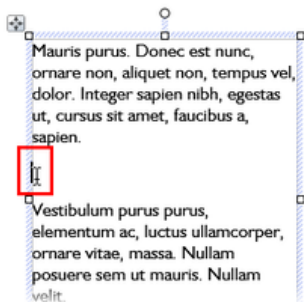 Mauris purus. Donec est nunc,
ornare non, aliquet non, tempus vel,
dolor. Integer sapien nibh, egestas
ut, cursus sit amet, faucibus a,
sapien.
Vestibulum purus purus,
elementum ac, luctus ullamcorper,
ornare vitae, massa. Nullam
posuere sem ut mauris. Nullam
velit.